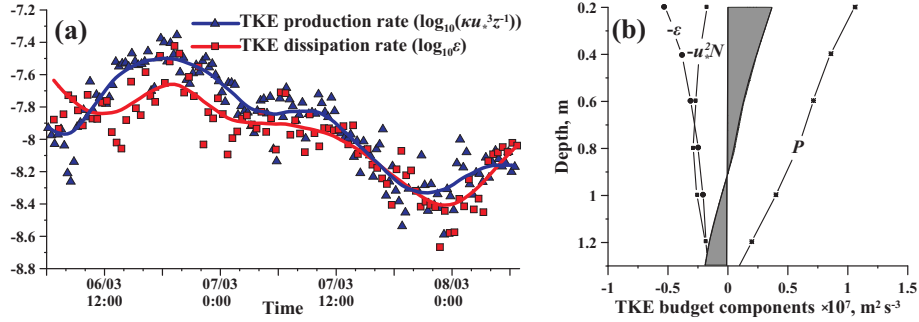 (a)
TKE production rate (log₁₀(κu*³z⁻¹))
TKE dissipation rate (log₁₀ε)
-7.2
-7.4
-7.6
-7.8
-8
-8.2
-8.4
-8.6
-8.8
06/03 07/03 07/03 08/03
12:00 0:00 12:00 0:00
Time
(b)
-ε
-u*²N
P
Depth, m
0.2
0.4
0.6
0.8
1
1.2
-1 -0.5 0 0.5 1 1.5
TKE budget components ×10⁷, m² s⁻³